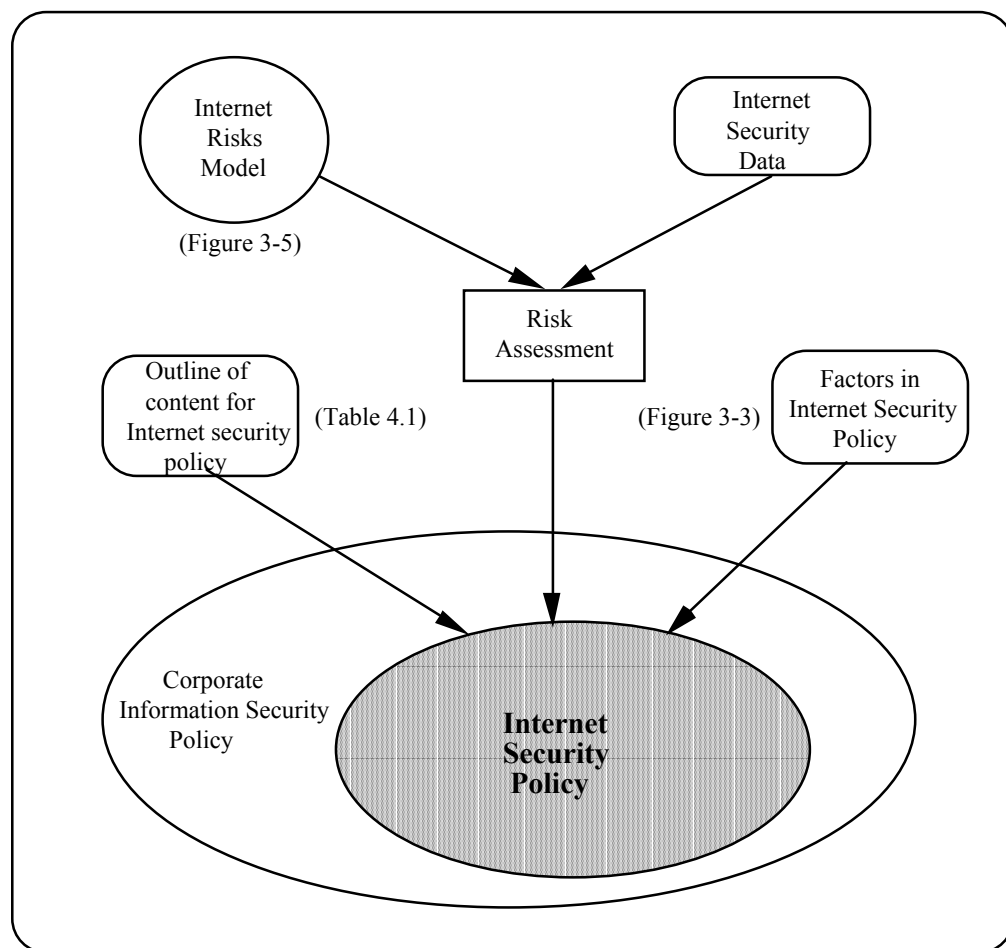 Internet
Risks
Model
Internet
Security
Data
(Figure 3-5)
Risk
Assessment
Outline of
content for
Internet security
policy
(Table 4.1)
(Figure 3-3)
Factors in
Internet Security
Policy
Corporate
Information Security
Policy
Internet
Security
Policy